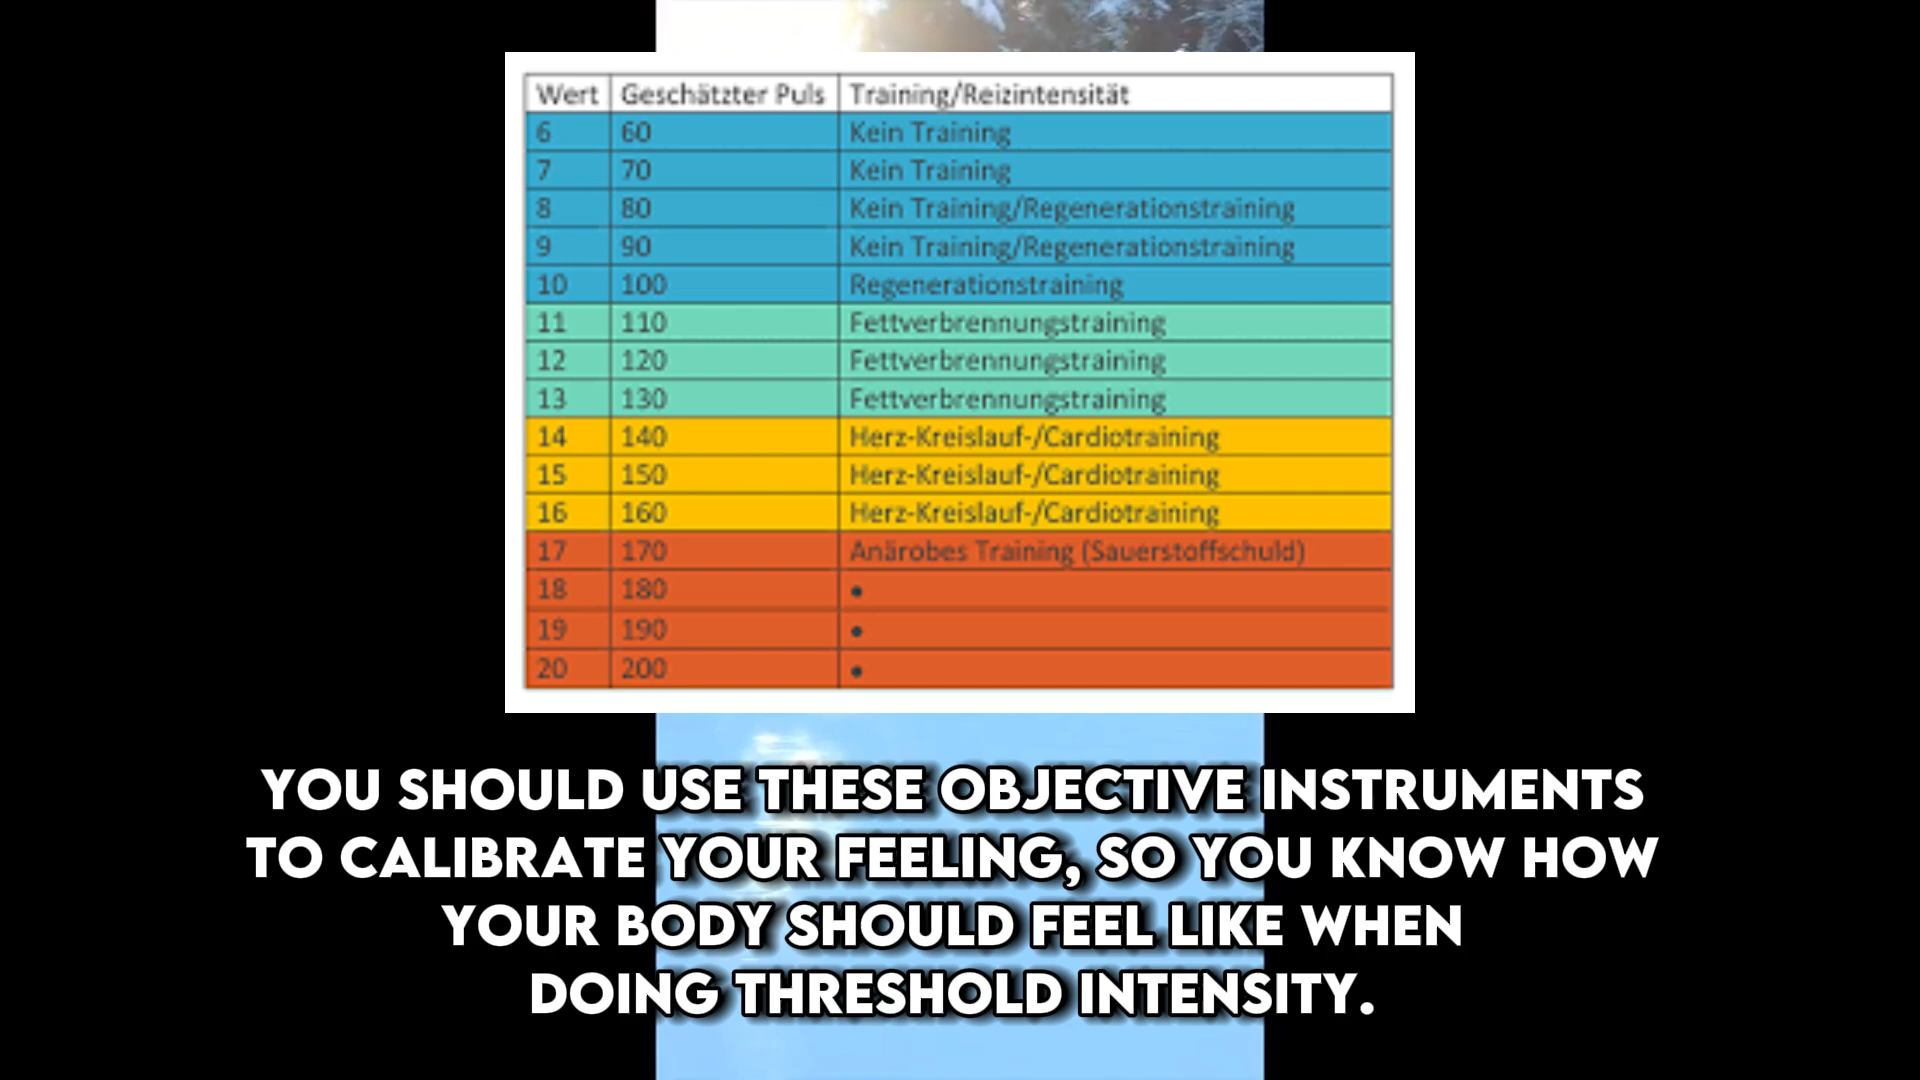 Wert Geschätzter Puls Training/Reizintensität
6 60 Kein Training
7 70 Kein Training
8 80 Kein Training/Regenerationstraining
9 90 Kein Training/Regenerationstraining
10 100 Regenerationstraining
11 110 Fettverbrennungstraining
12 120 Fettverbrennungstraining
13 130 Fettverbrennungstraining
14 140 Herz-Kreislauf-/Cardiotraining
15 150 Herz-Kreislauf-/Cardiotraining
16 160 Herz-Kreislauf-/Cardiotraining
17 170 Anärobes Training (Sauerstoffschuld)
18 180 •
19 190 •
20 200 •
YOU SHOULD USE THESE OBJECTIVE INSTRUMENTS
TO CALIBRATE YOUR FEELING, SO YOU KNOW HOW
YOUR BODY SHOULD FEEL LIKE WHEN
DOING THRESHOLD INTENSITY.